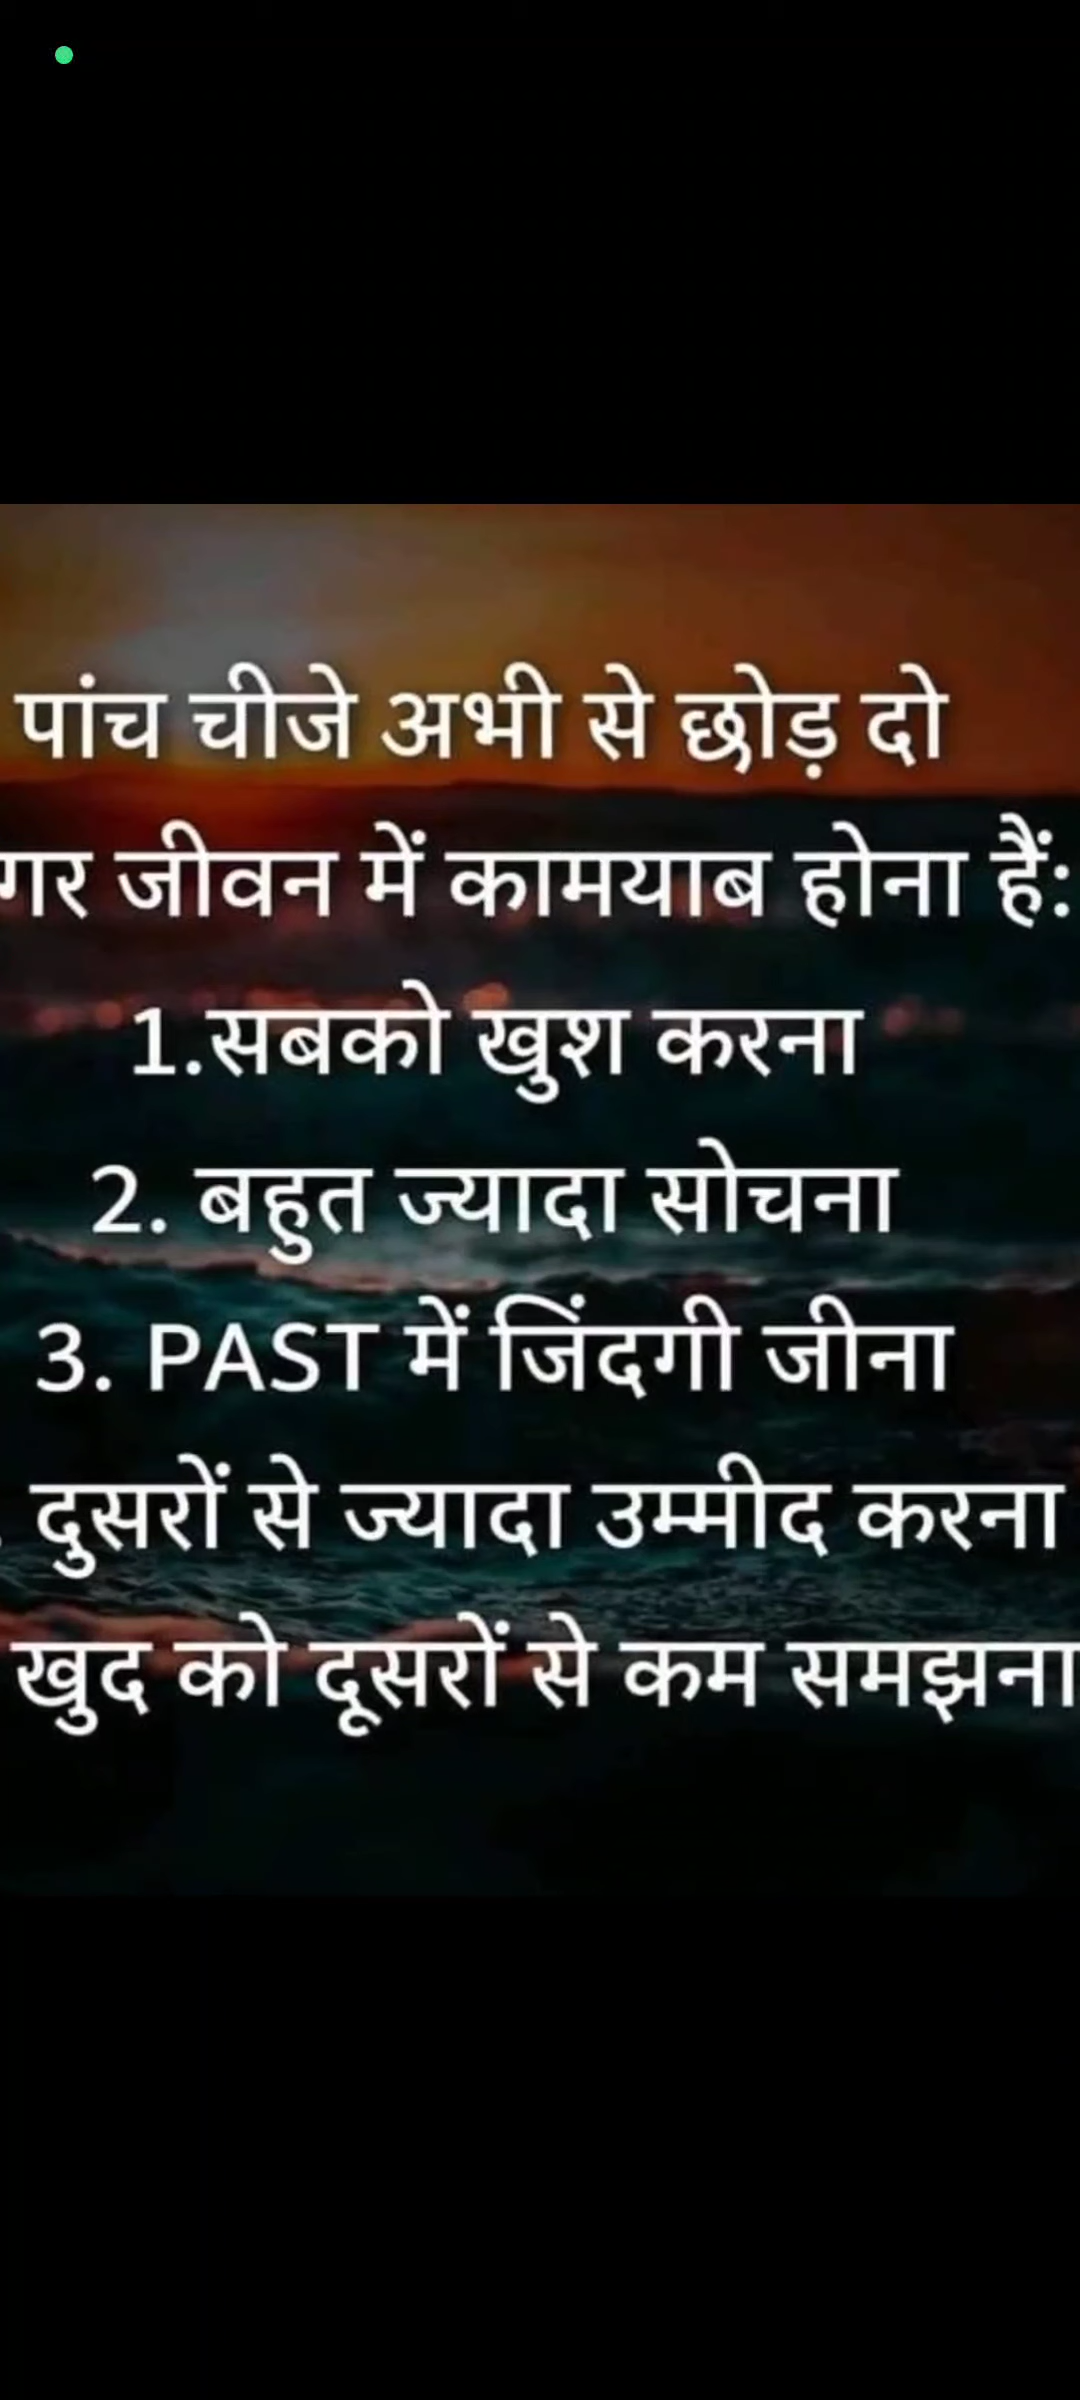 पांच चीजे अभी से छोड़ दो
गर जीवन में कामयाब होना हैं:
1.सबको खुश करना
2. बहुत ज्यादा सोचना
3. PAST में जिंदगी जीना
. दुसरों से ज्यादा उम्मीद करना
खुद को दूसरों से कम समझना